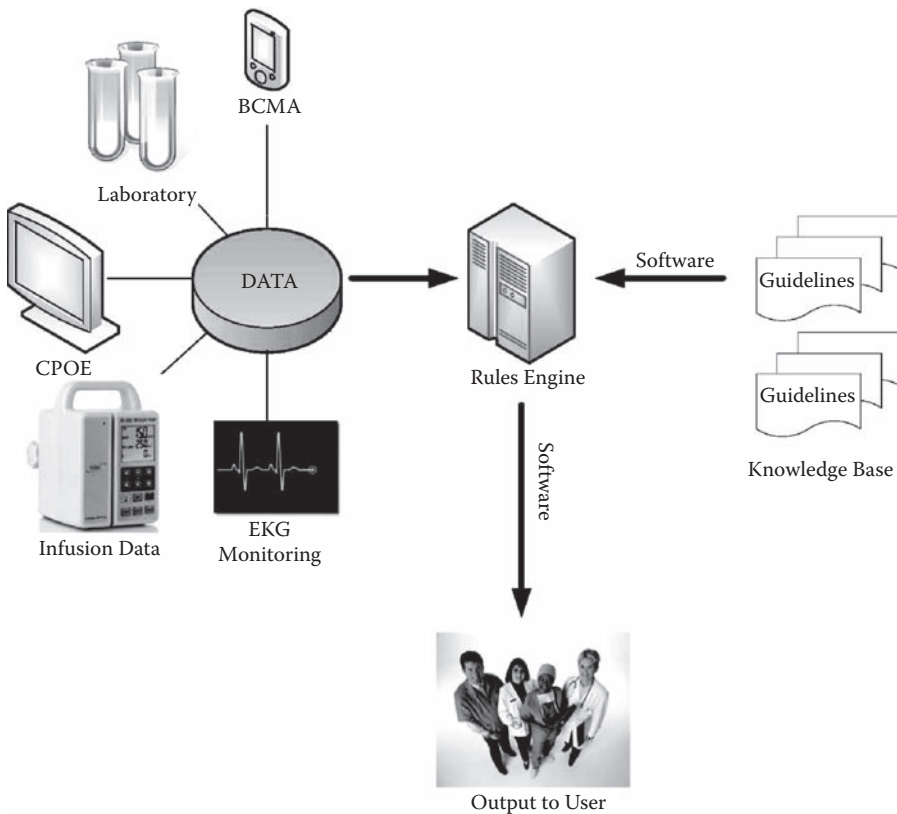 BCMA
Laboratory
DATA
CPOE
Infusion Data
EKG
Monitoring
Rules Engine
Software
Guidelines
Guidelines
Knowledge Base
Software
Output to User